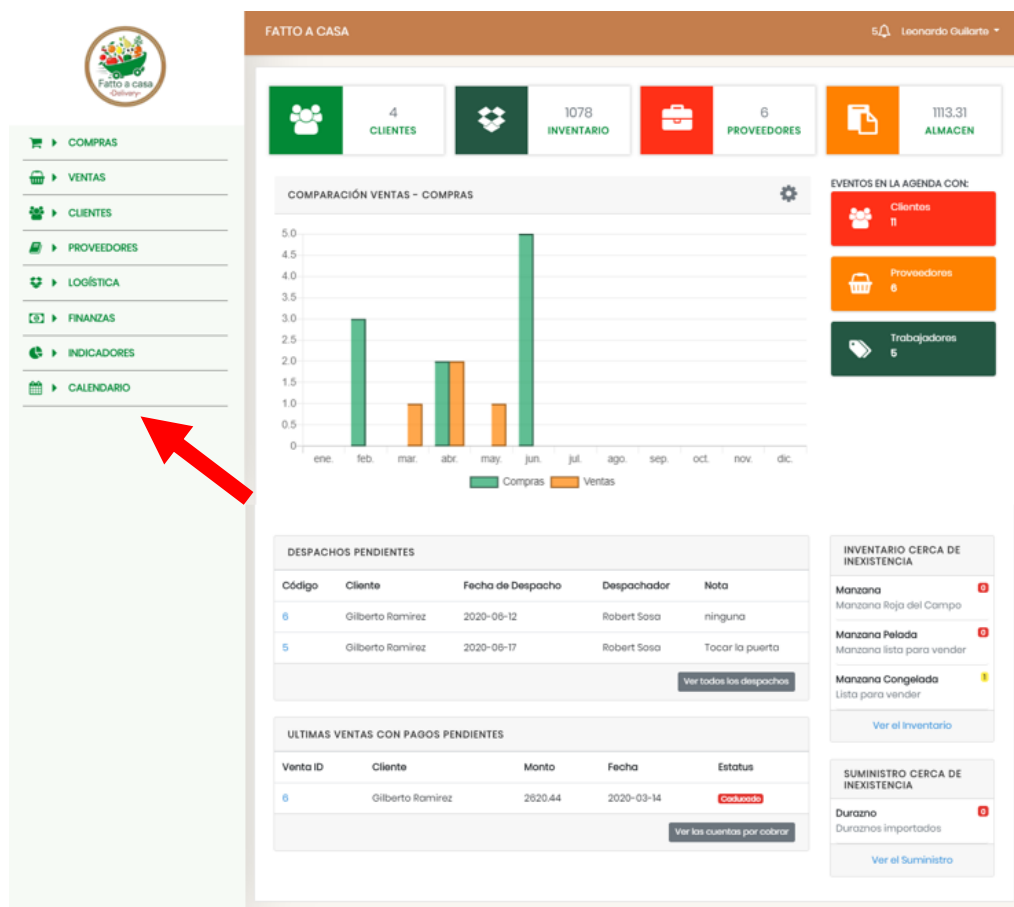 Fatto a casa
-Delivery-
COMPRAS
VENTAS
CLIENTES
PROVEEDORES
LOGÍSTICA
FINANZAS
INDICADORES
CALENDARIO
FATTO A CASA
5 Leonardo Guilarte
4
CLIENTES
1078
INVENTARIO
6
PROVEEDORES
1113.31
ALMACEN
COMPARACIÓN VENTAS - COMPRAS
5.0
4.5
4.0
3.5
3.0
2.5
2.0
1.5
1.0
0.5
0
ene. feb. mar. abr. may. jun. jul. ago. sep. oct. nov. dic.
Compras Ventas
EVENTOS EN LA AGENDA CON:
Clientes
11
Proveedores
6
Trabajadores
5
DESPACHOS PENDIENTES
Código Cliente Fecha de Despacho Despachador Nota
6 Gilberto Ramirez 2020-06-12 Robert Sosa ninguna
5 Gilberto Ramirez 2020-06-17 Robert Sosa Tocar la puerta
Ver todos los despachos
ULTIMAS VENTAS CON PAGOS PENDIENTES
Venta ID Cliente Monto Fecha Estatus
6 Gilberto Ramirez 2620.44 2020-03-14 Caducado
Ver las cuentas por cobrar
INVENTARIO CERCA DE
INEXISTENCIA
Manzana 0
Manzana Roja del Campo
Manzana Pelada 0
Manzana lista para vender
Manzana Congelada 1
Lista para vender
Ver el Inventario
SUMINISTRO CERCA DE
INEXISTENCIA
Durazno 0
Duraznos importados
Ver el Suministro